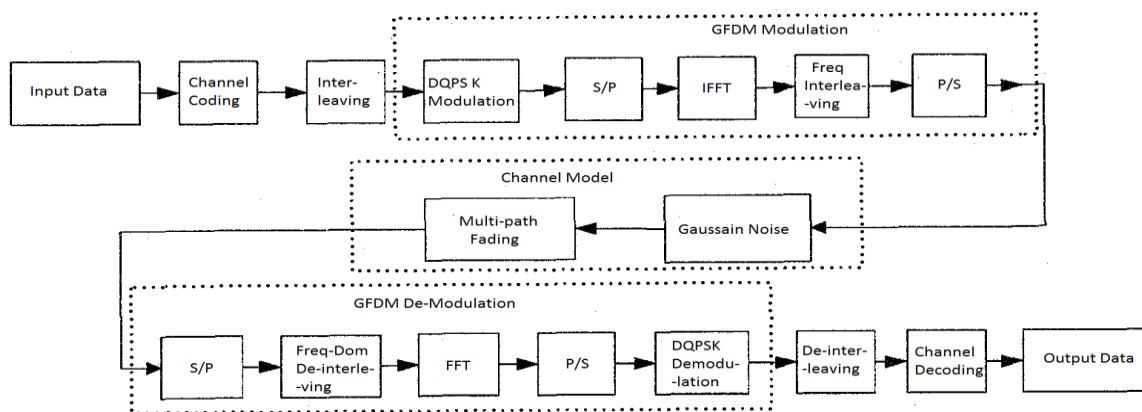 GFDM Modulation
Input Data
Channel
Coding
Inter-
leaving
DQPS K
Modulation
S/P
IFFT
Freq
Interlea-
-ving
P/S
Channel Model
Multi-path
Fading
Gaussain Noise
GFDM De-Modulation
S/P
Freq-Dom
De-interle-
-ving
FFT
P/S
DQPSK
Demodu-
-lation
De-inter
-leaving
Channel
Decoding
Output Data